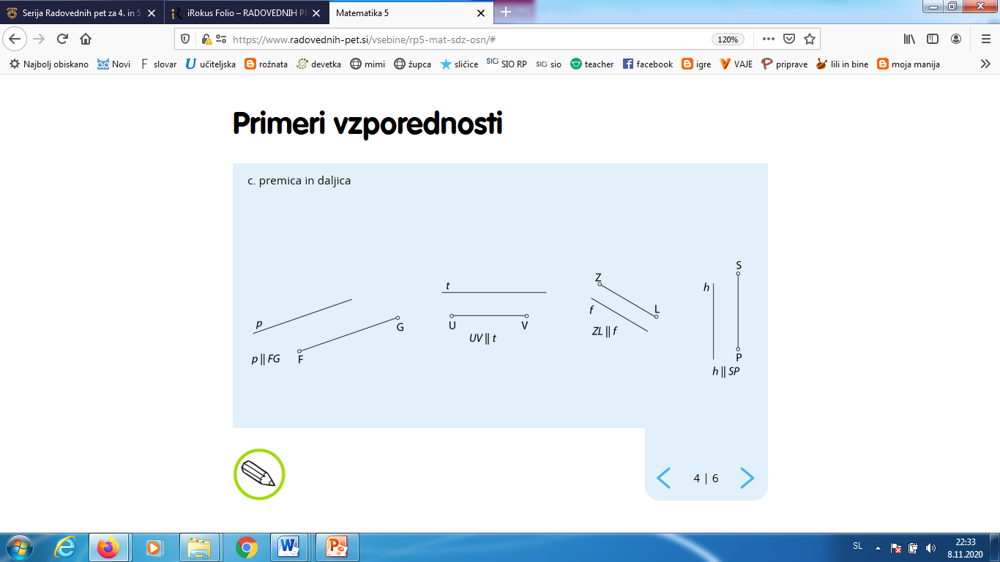 Serija Radovednih pet za 4. in 5.
iRokus Folio – RADOVEDNIH PE
Matematika 5
https://www.radovednih-pet.si/vsebine/rp5-mat-sdz-osn/#
120%
Najbolj obiskano
Novi
slovar
učiteljska
rožnata
devetka
mimi
župca
sličice
SIO RP
sio
teacher
facebook
igre
VAJE
priprave
lili in bine
moja manija
Primeri vzporednosti
c. premica in daljica
p
G
F
p || FG
t
U
V
UV || t
Z
L
f
ZL || f
S
h
P
h || SP
4 | 6
SL
22:33
8.11.2020